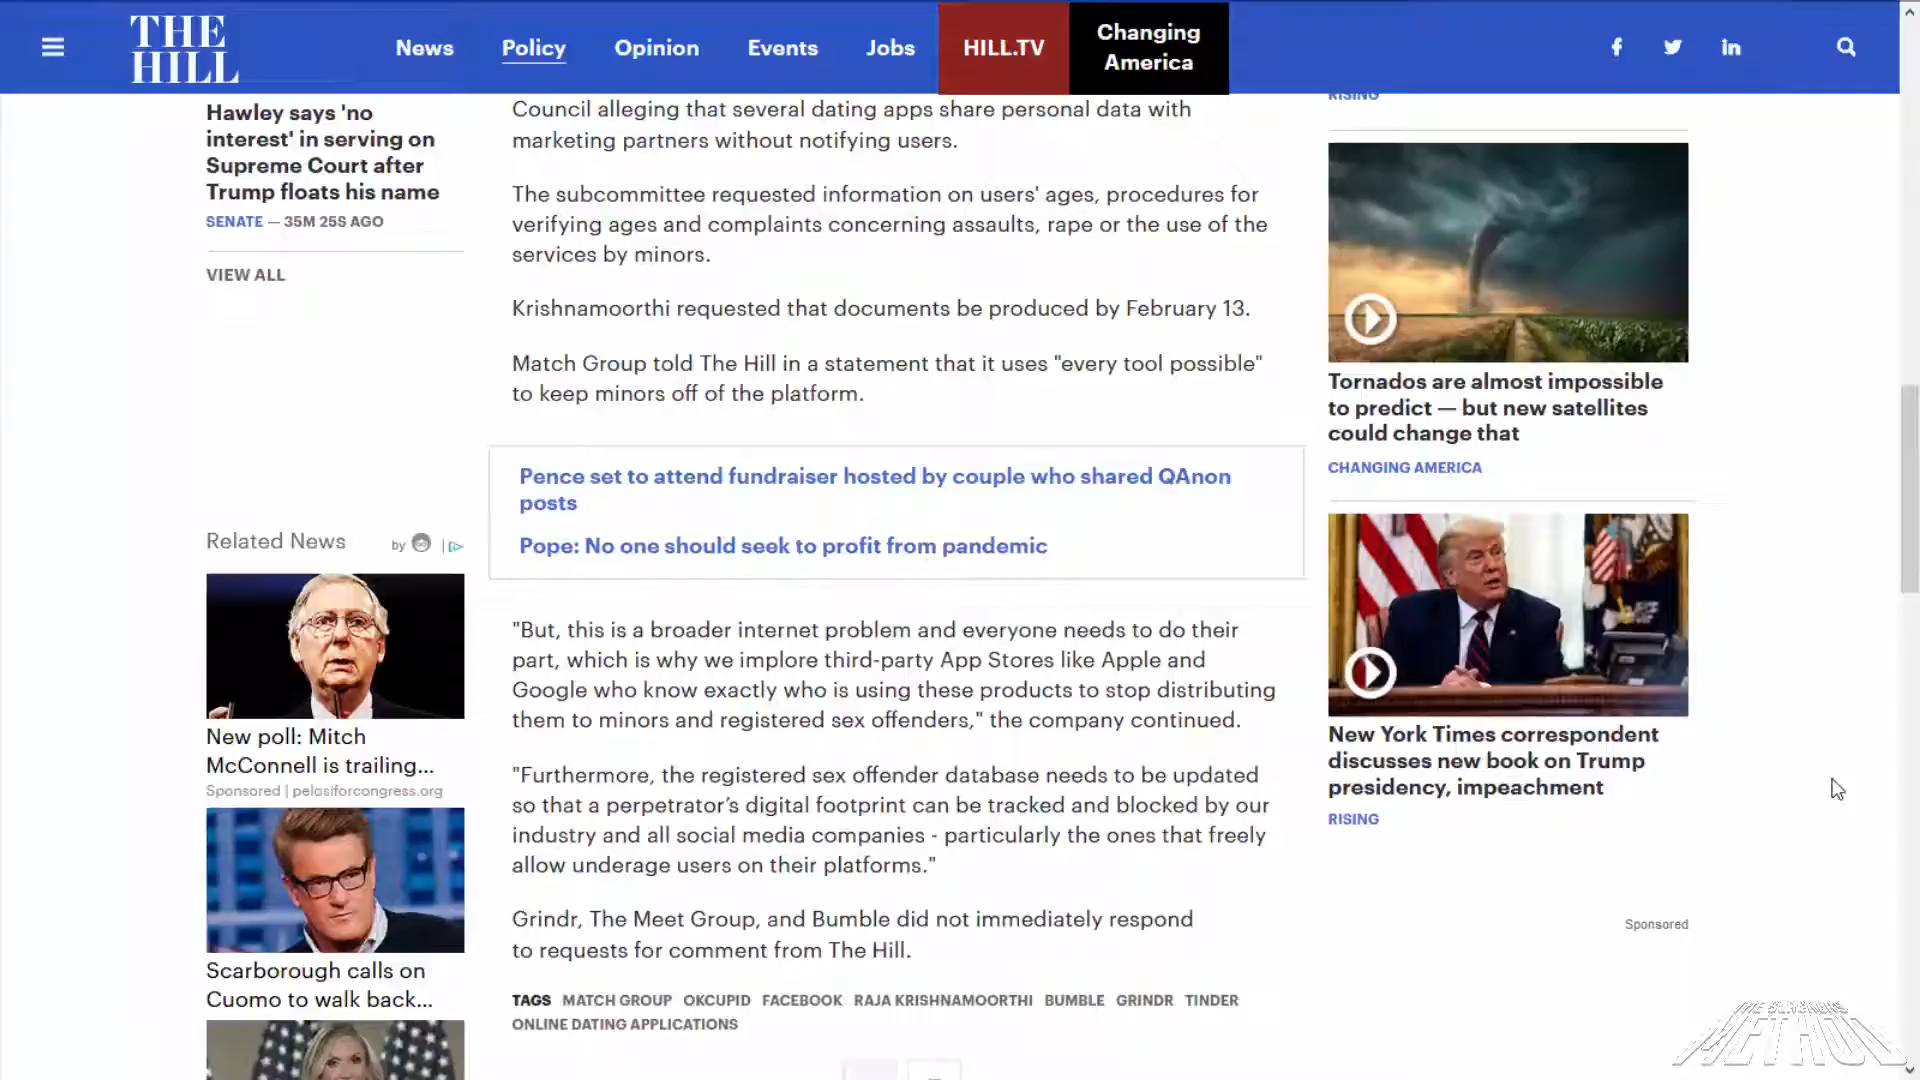 THE
HILL
News
Policy
Opinion
Events
Jobs
HILL.TV
Changing
America
Hawley says 'no
interest' in serving on
Supreme Court after
Trump floats his name
SENATE — 35M 25S AGO
VIEW ALL
Related News
by
New poll: Mitch
McConnell is trailing...
Sponsored | pelosiforcongress.org
Scarborough calls on
Cuomo to walk back...
Council alleging that several dating apps share personal data with
marketing partners without notifying users.
The subcommittee requested information on users' ages, procedures for
verifying ages and complaints concerning assaults, rape or the use of the
services by minors.
Krishnamoorthi requested that documents be produced by February 13.
Match Group told The Hill in a statement that it uses "every tool possible"
to keep minors off of the platform.
Pence set to attend fundraiser hosted by couple who shared QAnon
posts
Pope: No one should seek to profit from pandemic
"But, this is a broader internet problem and everyone needs to do their
part, which is why we implore third-party App Stores like Apple and
Google who know exactly who is using these products to stop distributing
them to minors and registered sex offenders," the company continued.
"Furthermore, the registered sex offender database needs to be updated
so that a perpetrator's digital footprint can be tracked and blocked by our
industry and all social media companies - particularly the ones that freely
allow underage users on their platforms."
Grindr, The Meet Group, and Bumble did not immediately respond
to requests for comment from The Hill.
TAGS MATCH GROUP OKCUPID FACEBOOK RAJA KRISHNAMOORTHI BUMBLE GRINDR TINDER
ONLINE DATING APPLICATIONS
RISING
Tornados are almost impossible
to predict — but new satellites
could change that
CHANGING AMERICA
New York Times correspondent
discusses new book on Trump
presidency, impeachment
RISING
Sponsored
METHOD